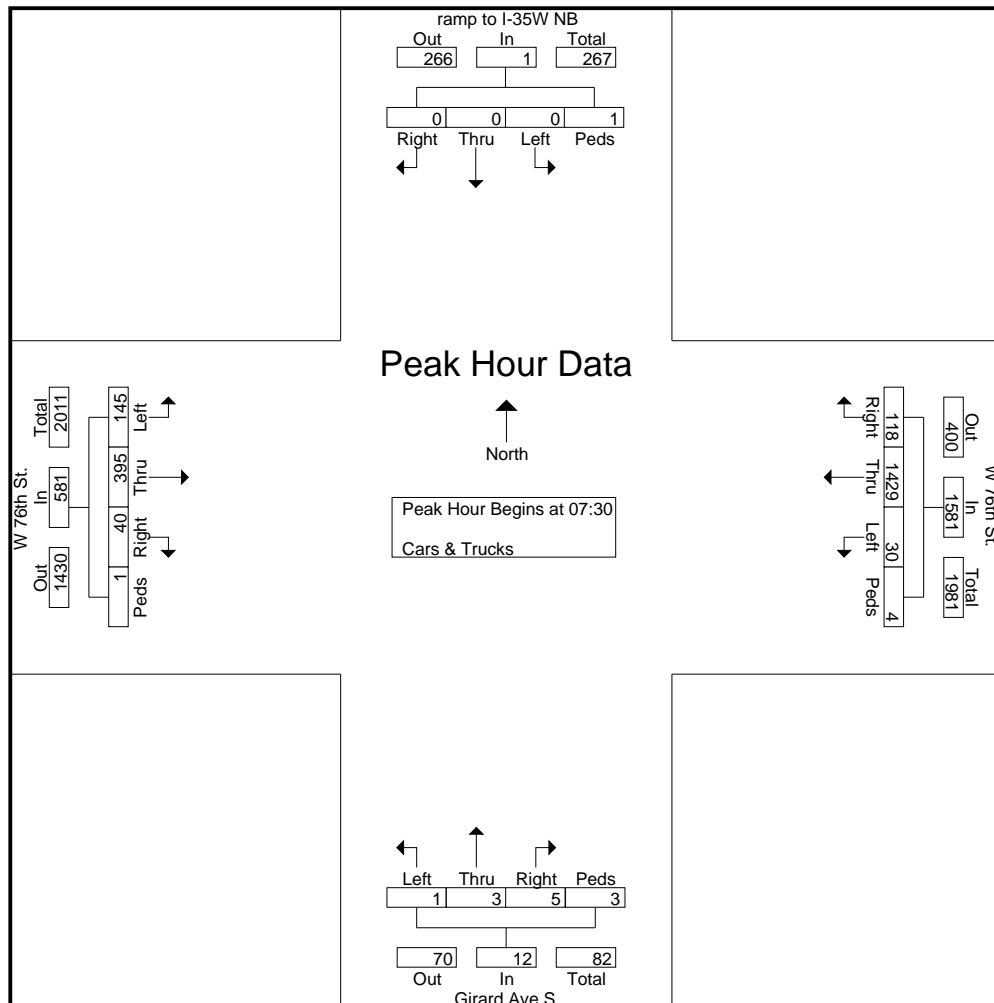 ramp to I-35W NB
Out In Total
266 1 267
0 0 0 1
Right Thru Left Peds
Peak Hour Data
North
Peak Hour Begins at 07:30
Cars & Trucks
W 76th St.
Total In Out
2011 581 1430
145 395 40 1
Left Thru Right Peds
Right Thru Left Peds
118 1429 30 4
Out In Total
400 1581 1981
W 76th St.
Left Thru Right Peds
1 3 5 3
70 12 82
Out In Total
Girard Ave S